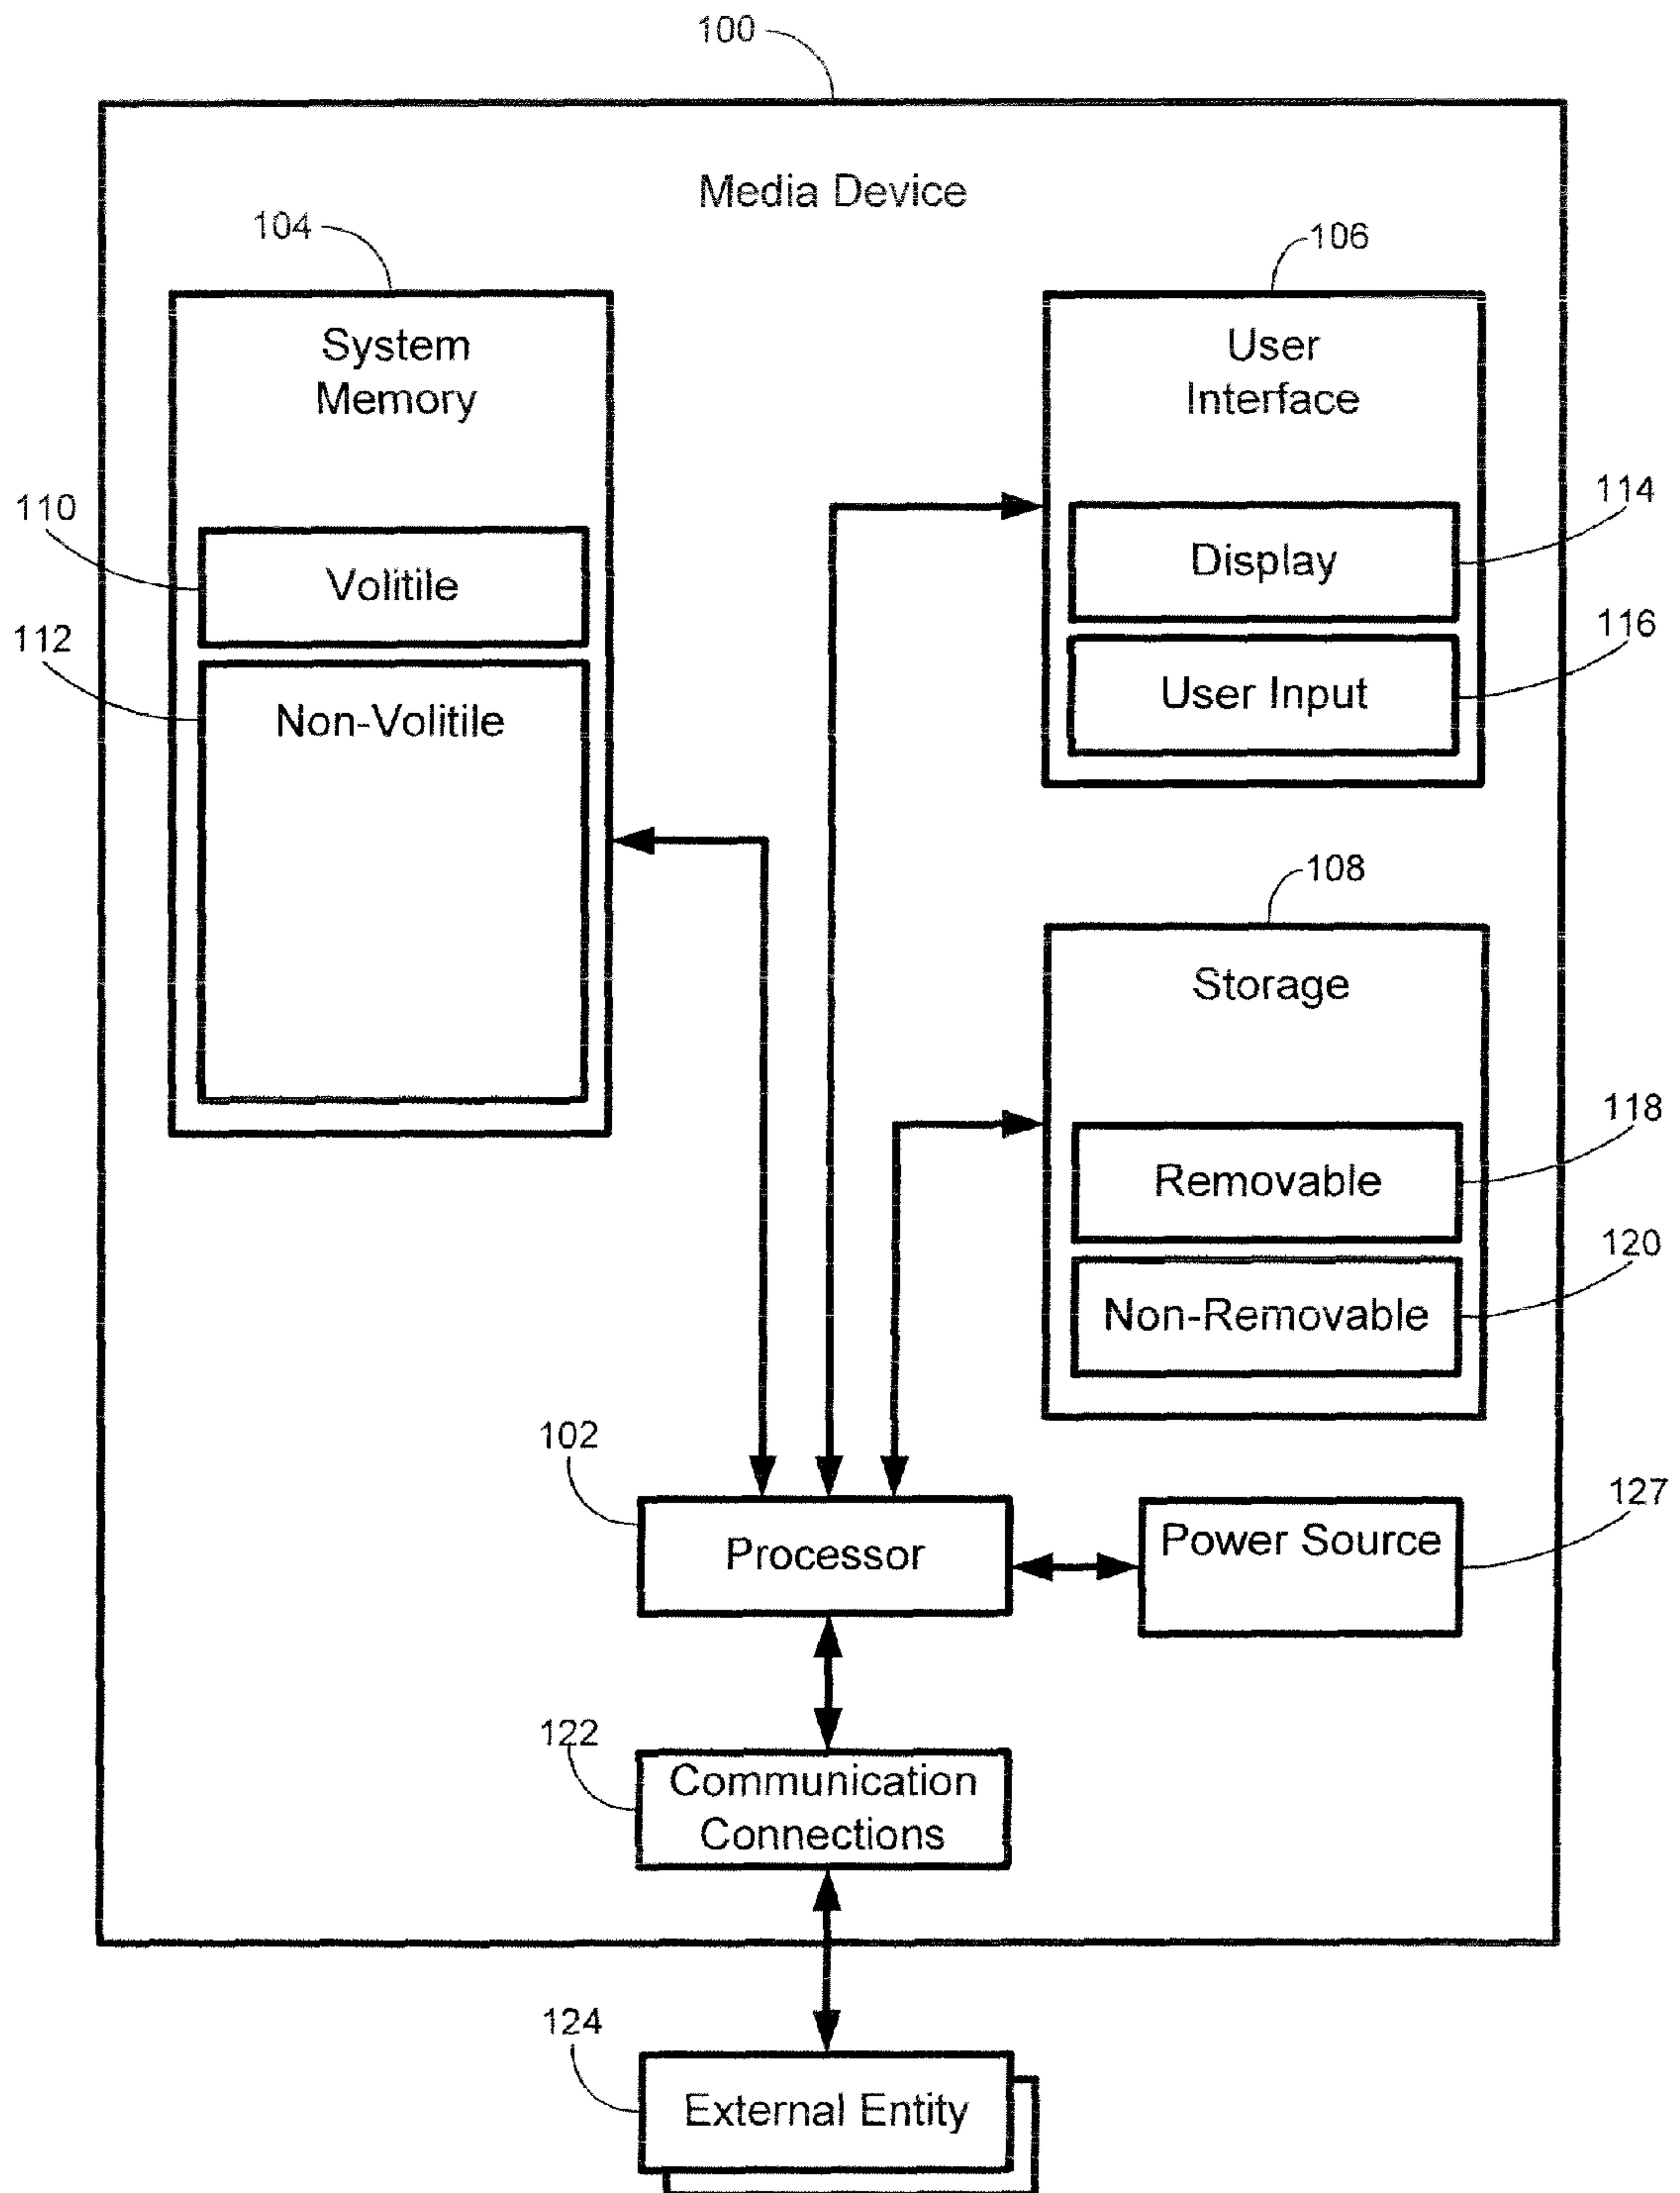 100
Media Device
104
106
System
Memory
User
Interface
110
Volitile
114
Display
112
Non-Volitile
116
User Input
108
Storage
118
Removable
120
Non-Removable
102
Processor
127
Power Source
122
Communication
Connections
124
External Entity